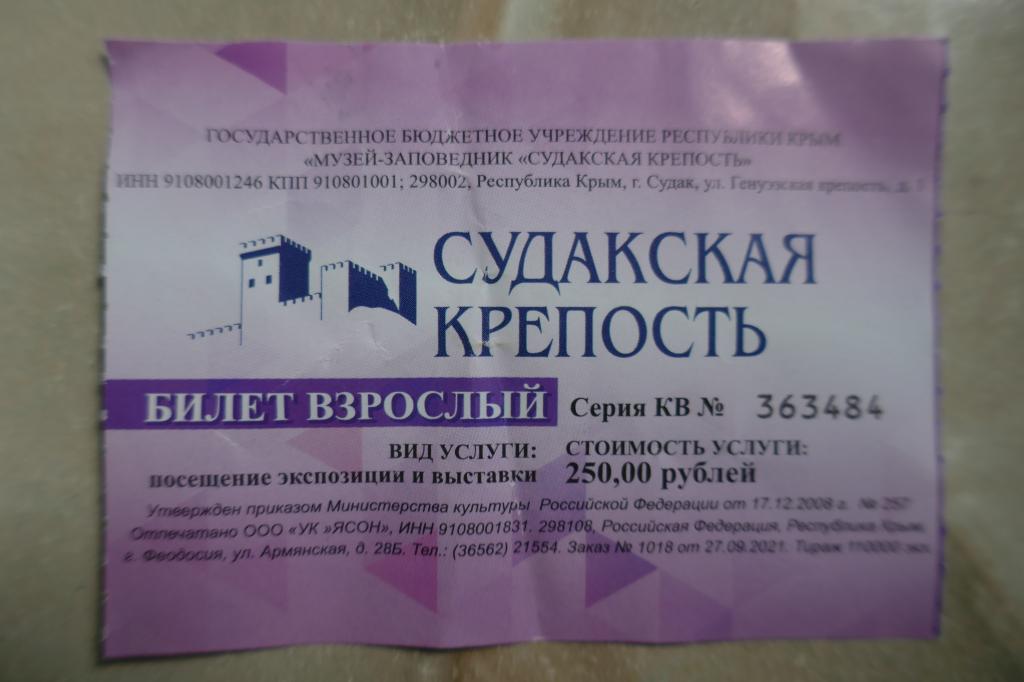 ГОСУДАРСТВЕННОЕ БЮДЖЕТНОЕ УЧРЕЖДЕНИЕ РЕСПУБЛИКИ КРЫМ
«МУЗЕЙ-ЗАПОВЕДНИК «СУДАКСКАЯ КРЕПОСТЬ»
ИНН 9108001246 КПП 910801001; 298002, Республика Крым, г. Судак, ул. Генуэзская крепость, д. 1
СУДАКСКАЯ
КРЕПОСТЬ
БИЛЕТ ВЗРОСЛЫЙ Серия КВ № 363484
ВИД УСЛУГИ: СТОИМОСТЬ УСЛУГИ:
посещение экспозиции и выставки 250,00 рублей
Утвержден приказом Министерства культуры Российской Федерации от 17.12.2008 г. № 257
Отпечатано ООО «УК »ЯСОН», ИНН 9108001831. 298108, Российская Федерация, Республика Крым,
г. Феодосия, ул. Армянская, д. 28Б. Тел.: (36562) 21554. Заказ № 1018 от 27.09.2021. Тираж 110000 экз.